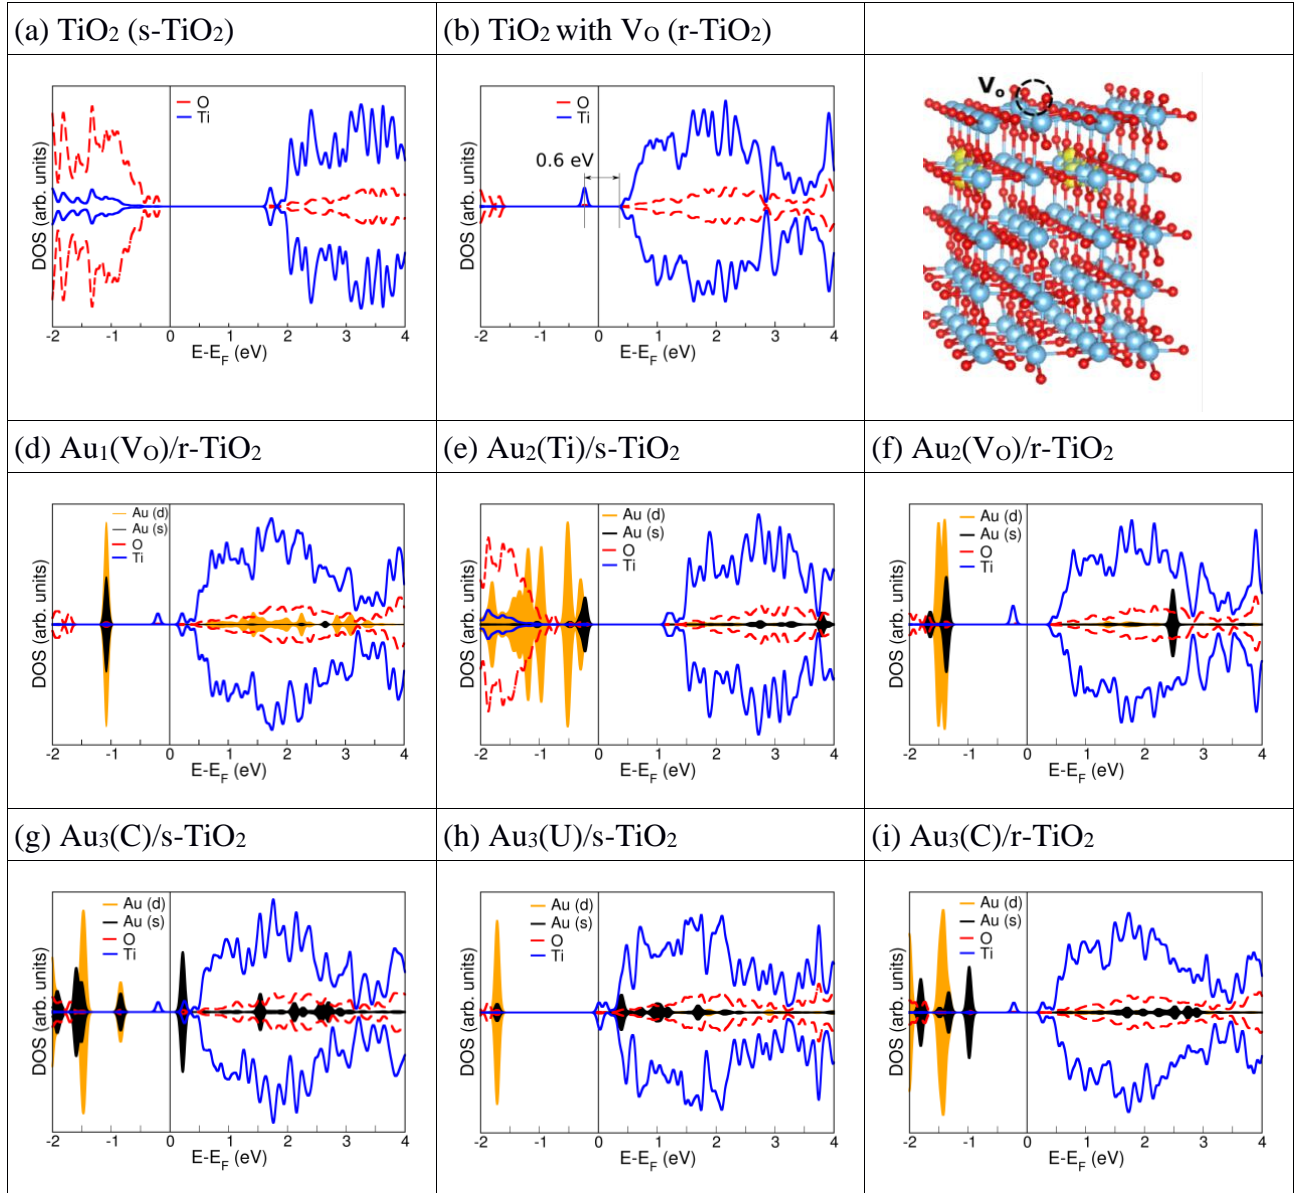 (a) TiO2 (s-TiO2)
(b) TiO2 with VO (r-TiO2)
O
Ti
DOS (arb. units)
-2 -1 0 1 2 3 4
E-EF (eV)
O
Ti
0.6 eV
DOS (arb. units)
-2 -1 0 1 2 3 4
E-EF (eV)
Vo
(d) Au1(VO)/r-TiO2
(e) Au2(Ti)/s-TiO2
(f) Au2(VO)/r-TiO2
Au (d)
Au (s)
O
Ti
DOS (arb. units)
-2 -1 0 1 2 3 4
E-EF (eV)
Au (d)
Au (s)
O
Ti
DOS (arb. units)
-2 -1 0 1 2 3 4
E-EF (eV)
Au (d)
Au (s)
O
Ti
DOS (arb. units)
-2 -1 0 1 2 3 4
E-EF (eV)
(g) Au3(C)/s-TiO2
(h) Au3(U)/s-TiO2
(i) Au3(C)/r-TiO2
Au (d)
Au (s)
O
Ti
DOS (arb. units)
-2 -1 0 1 2 3 4
E-EF (eV)
Au (d)
Au (s)
O
Ti
DOS (arb. units)
-2 -1 0 1 2 3 4
E-EF (eV)
Au (d)
Au (s)
O
Ti
DOS (arb. units)
-2 -1 0 1 2 3 4
E-EF (eV)